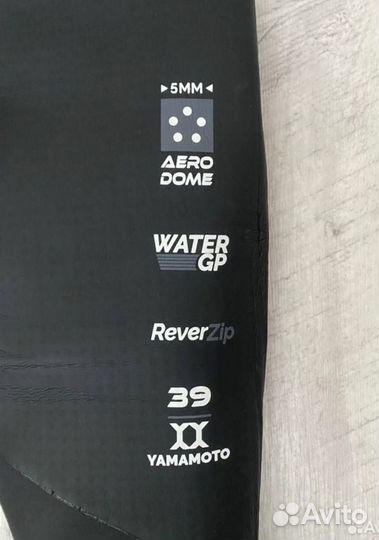 ▸5MM◂
AERO
DOME
WATER
GP
ReverZip
39
YAMAMOTO
Avito